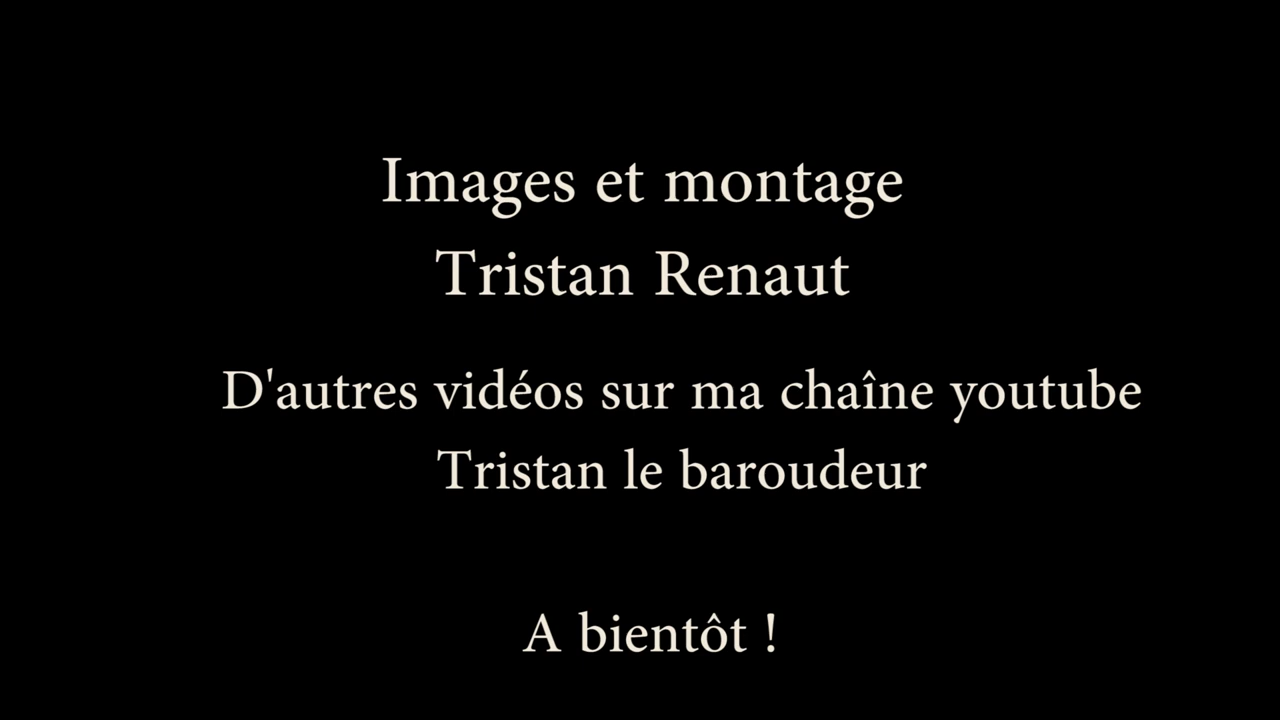 Images et montage
Tristan Renaut
D'autres vidéos sur ma chaîne youtube
Tristan le baroudeur
A bientôt !